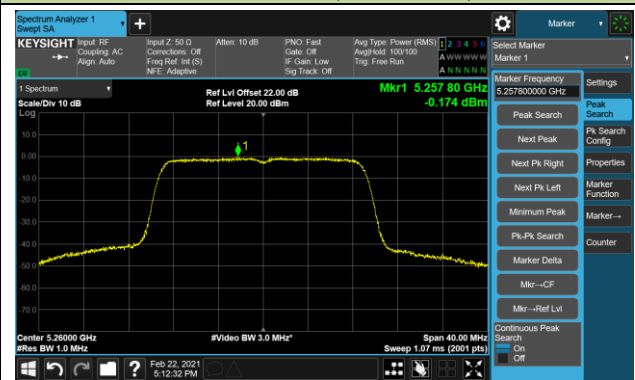 Spectrum Analyzer 1
Swept SA
Marker
KEYSIGHT
Input: RF
Coupling: AC
Align: Auto
Input Z: 50 Ω
Corrections: Off
Freq Ref: Int (S)
NFE: Adaptive
Atten: 10 dB
PNO: Fast
Gate: Off
IF Gain: Low
Sig Track: Off
Avg Type: Power (RMS)
Avg|Hold: 100/100
Trig: Free Run
1 2 3 4 5 6
A W W W W W
A N N N N N
Select Marker
Marker 1
LV
1 Spectrum
Scale/Div 10 dB
Log
Ref Lvl Offset 22.00 dB
Ref Level 20.00 dBm
Mkr1 5.257 80 GHz
-0.174 dBm
10.0
0.00
-10.0
-20.0
-30.0
-40.0
-50.0
-60.0
-70.0
1
Center 5.26000 GHz
#Res BW 1.0 MHz
#Video BW 3.0 MHz*
Span 40.00 MHz
Sweep 1.07 ms (2001 pts)
Marker Frequency
5.257800000 GHz
Peak Search
Next Peak
Next Pk Right
Next Pk Left
Minimum Peak
Pk-Pk Search
Marker Delta
Mkr→CF
Mkr→Ref Lvl
Continuous Peak
Search
On
Off
Settings
Peak
Search
Pk Search
Config
Properties
Marker
Function
Marker→
Counter
?
Feb 22, 2021
5:12:32 PM